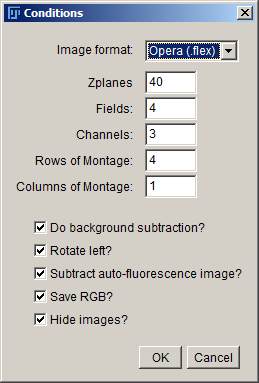 Conditions
Image format: Opera (.flex)
Zplanes 40
Fields: 4
Channels: 3
Rows of Montage: 4
Columns of Montage: 1
Do background subtraction?
Rotate left?
Subtract auto-fluorescence image?
Save RGB?
Hide images?
OK Cancel